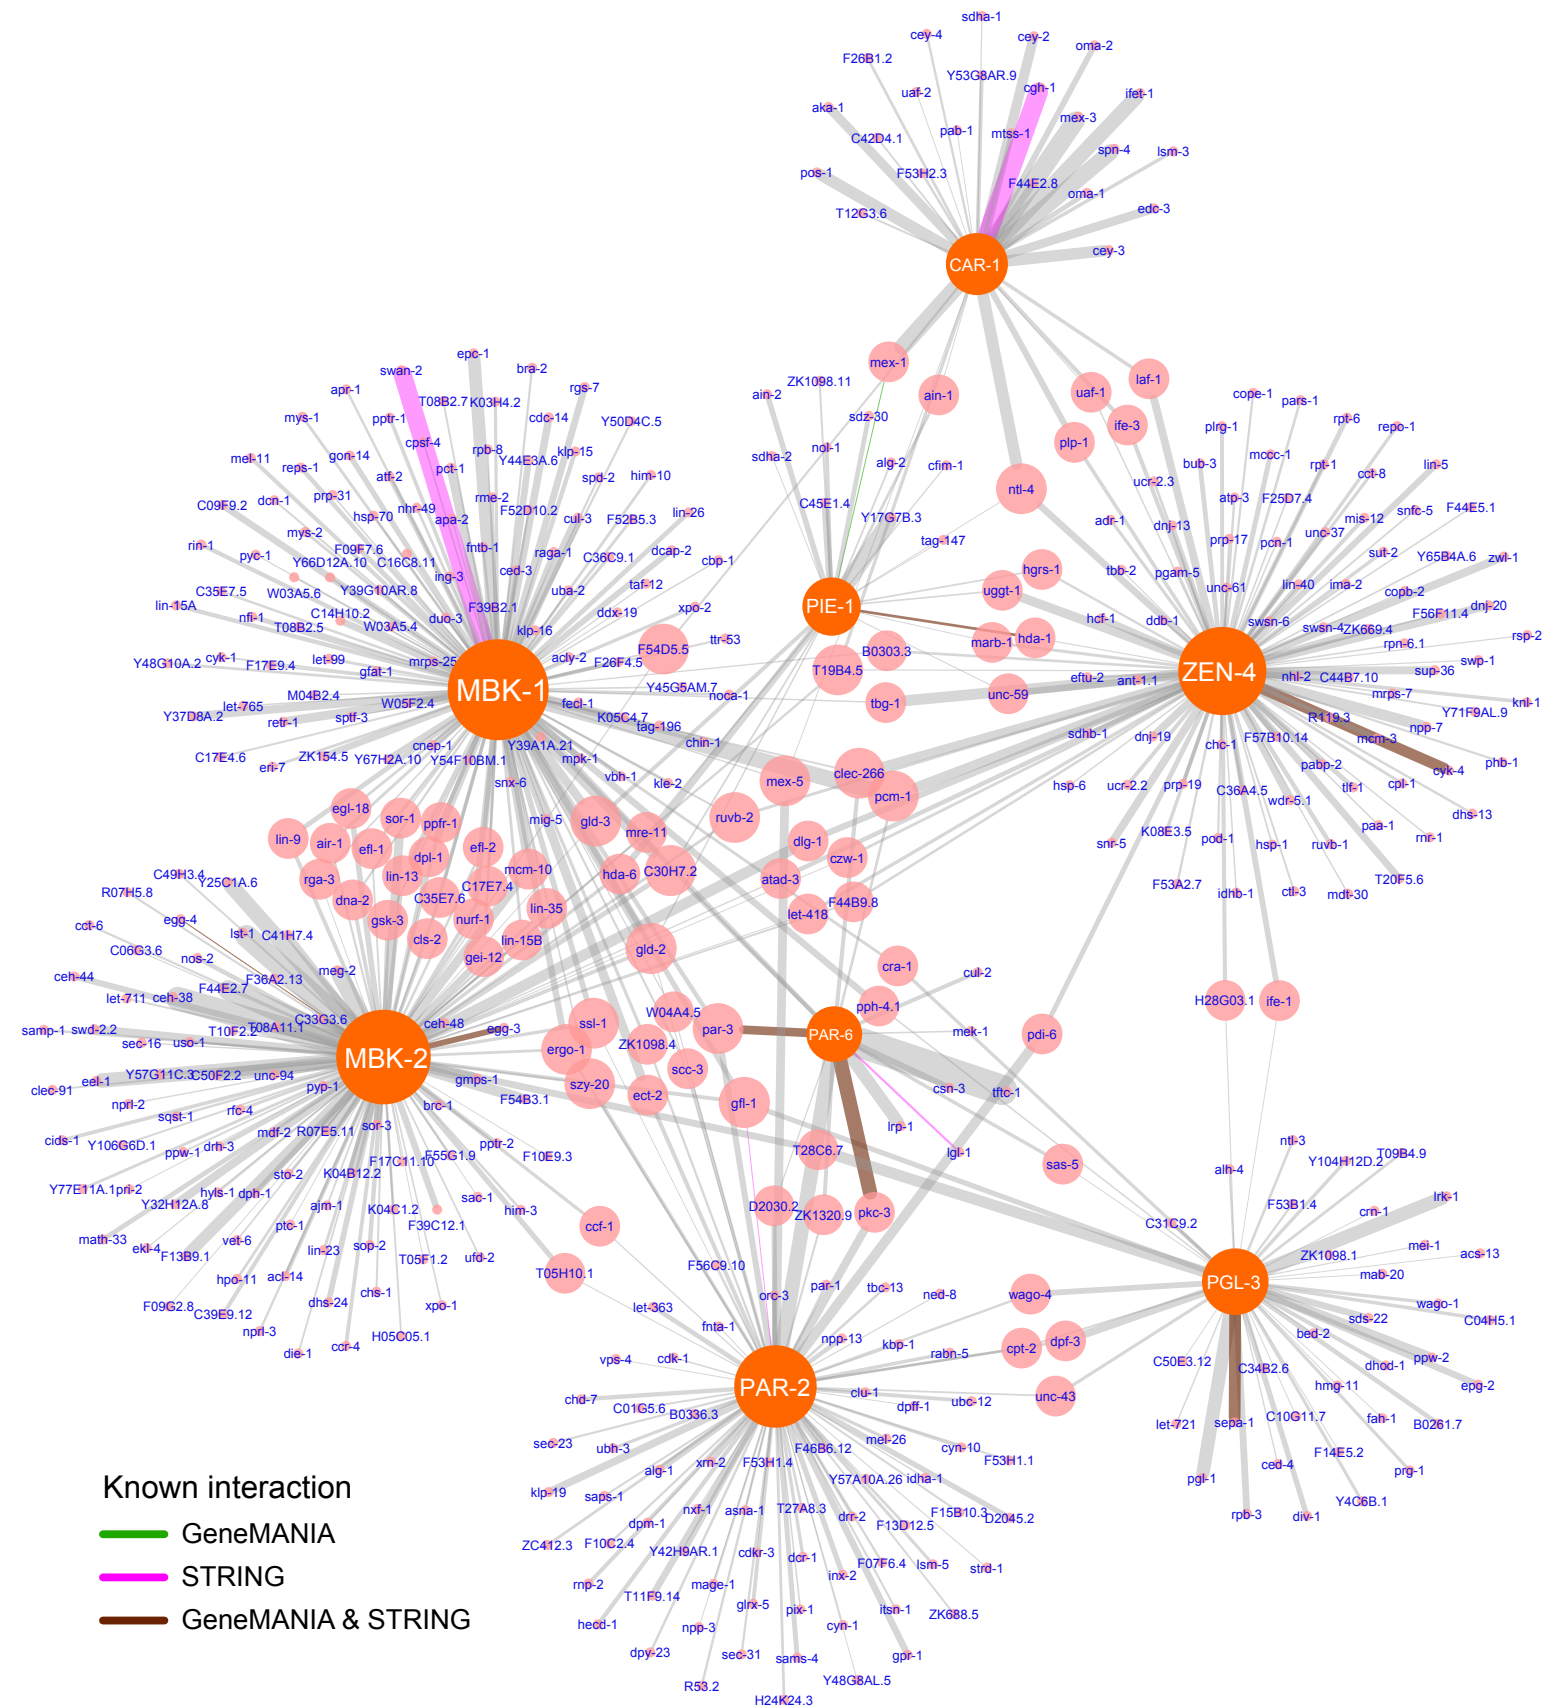 sdha-1
cey-4
cey-2
oma-2
F26B1.2
Y53G8AR.9
uaf-2
cgh-1
ifet-1
aka-1
mex-3
C42D4.1
pab-1
mtss-1
spn-4
lsm-3
pos-1
F53H2.3
F44E2.8
oma-1
T12G3.6
edc-3
cey-3
CAR-1
mex-1
ain-1
uaf-1
laf-1
ife-3
plp-1
ntl-4
ucr-2.3
ain-2
ZK1098.11
sdz-30
nol-1
sdha-2
alg-2
cfim-1
C45E1.4
Y17G7B.3
tag-147
PIE-1
hgrs-1
uggt-1
hda-1
marb-1
B0303.3
T19B4.5
unc-59
tbg-1
swan-2
epc-1
bra-2
apr-1
T08B2.7
K03H4.2
rgs-7
mys-1
pptr-1
cdc-14
Y50D4C.5
gon-14
cpsf-4
rpb-8
Y44E3A.6
klp-15
mel-11
reps-1
atf-2
pct-1
spd-2
him-10
C09F9.2
dcn-1
prp-31
nhr-49
rme-2
F52D10.2
hsp-70
apa-2
cul-3
F52B5.3
lin-26
rin-1
mys-2
F09F7.6
C16C8.11
fntb-1
raga-1
C36C9.1
dcap-2
pyc-1
Y66D12A.10
ing-3
ced-3
cbp-1
C35E7.5
W03A5.6
Y39G10AR.8
uba-2
taf-12
lin-15A
nfi-1
C14H10.2
duo-3
F39B2.1
ddx-19
xpo-2
T08B2.5
W03A5.4
klp-16
ttr-53
Y48G10A.2
cyk-1
F17E9.4
let-99
gfat-1
mrps-25
acly-2
F26F4.5
F54D5.5
MBK-1
Y45G5AM.7
noca-1
M04B2.4
W05F2.4
fecl-1
K05C4.7
tag-196
Y37D8A.2
let-765
retr-1
sptf-3
chin-1
C17E4.6
eri-7
ZK154.5
cnep-1
Y67H2A.10
Y54F10BM.1
Y39A1A.21
mpk-1
vbh-1
kle-2
snx-6
mig-5
cope-1
pars-1
rpt-6
repo-1
plrg-1
mccc-1
bub-3
rpt-1
cct-8
lin-5
atp-3
F25D7.4
adr-1
dnj-13
mis-12
snfc-5
F44E5.1
prp-17
pcn-1
unc-37
sut-2
Y65B4A.6
tbb-2
pgam-5
unc-61
lin-40
ima-2
zwl-1
copb-2
hcf-1
ddb-1
swsn-6
swsn-4
ZK669.4
F56F11.4
dnj-20
rpn-6.1
rsp-2
ZEN-4
eftu-2
ant-1.1
nhl-2
C44B7.10
sup-36
swp-1
mrps-7
knl-1
R119.3
Y71F9AL.9
npp-7
sdhb-1
dnj-19
chc-1
F57B10.14
mcm-3
cyk-4
phb-1
hsp-6
ucr-2.2
prp-19
C36A4.5
pabp-2
tlf-1
cpl-1
wdr-5.1
dhs-13
snr-5
K08E3.5
pod-1
hsp-1
ruvb-1
paa-1
rnr-1
F53A2.7
idhb-1
ctl-3
mdt-30
T20F5.6
mex-5
clec-266
pcm-1
ruvb-2
gld-3
mre-11
dlg-1
czw-1
hda-6
C30H7.2
atad-3
F44B9.8
let-418
gld-2
egl-18
sor-1
ppfr-1
lin-9
air-1
efl-1
dpl-1
efl-2
rga-3
lin-13
mcm-10
dna-2
C35E7.6
C17E7.4
gsk-3
nurf-1
lin-35
cls-2
lin-15B
gei-12
cra-1
cul-2
pph-4.1
H28G03.1
ife-1
mek-1
pdi-6
PAR-6
par-3
W04A4.5
ssl-1
ergo-1
ZK1098.4
scc-3
szy-20
ect-2
gfl-1
csn-3
tftc-1
lrp-1
lgl-1
sas-5
T28C6.7
D2030.2
ZK1320.9
pkc-3
C49H3.4
Y25C1A.6
R07H5.8
egg-4
cct-6
lst-1
C41H7.4
C06G3.6
nos-2
F36A2.13
meg-2
ceh-44
F44E2.7
let-711
ceh-38
C33G3.6
samp-1
swd-2.2
T10F2.2
T08A11.1
ceh-48
egg-3
sec-16
uso-1
MBK-2
clec-91
eel-1
Y57G11C.3
C50F2.2
unc-94
pyp-1
gmps-1
nprl-2
sqst-1
rfc-4
brc-1
F54B3.1
cids-1
Y106G6D.1
ppw-1
drh-3
mdf-2
R07E5.11
sor-3
F55G1.9
pptr-2
F10E9.3
Y77E11A.1
pri-2
Y32H12A.8
hyls-1
dph-1
sto-2
K04B12.2
F17C11.10
sac-1
him-3
math-33
ekl-4
F13B9.1
vet-6
ptc-1
ajm-1
K04C1.2
F39C12.1
lin-23
sop-2
T05F1.2
ufd-2
hpo-11
acl-14
chs-1
xpo-1
F09G2.8
C39E9.12
dhs-24
H05C05.1
nprl-3
die-1
ccr-4
ccf-1
T05H10.1
F56C9.10
par-1
tbc-13
orc-3
ned-8
let-363
fnta-1
npp-13
kbp-1
rabn-5
wago-4
cpt-2
dpf-3
unc-43
vps-4
cdk-1
PAR-2
clu-1
dpff-1
ubc-12
chd-7
C01G5.6
B0336.3
sec-23
ubh-3
F46B6.12
mel-26
cyn-10
alg-1
xrn-2
F53H1.4
F53H1.1
klp-19
saps-1
Y57A10A.26
idha-1
nxf-1
asna-1
T27A8.3
drr-2
F15B10.3
D2045.2
dpm-1
F13D12.5
ZC412.3
F10C2.4
Y42H9AR.1
cdkr-3
dcr-1
F07F6.4
lsm-5
strd-1
rnp-2
T11F9.14
mage-1
inx-2
glrx-5
pix-1
itsn-1
ZK688.5
hecd-1
npp-3
cyn-1
dpy-23
sec-31
sams-4
gpr-1
R53.2
Y48G8AL.5
H24K24.3
ntl-3
T09B4.9
alh-4
Y104H12D.2
F53B1.4
lrk-1
C31C9.2
crn-1
ZK1098.1
mei-1
acs-13
mab-20
PGL-3
wago-1
sds-22
C04H5.1
bed-2
C50E3.12
C34B2.6
dhod-1
ppw-2
hmg-11
epg-2
let-721
sepa-1
C10G11.7
fah-1
B0261.7
F14E5.2
pgl-1
ced-4
prg-1
Y4C6B.1
rpb-3
div-1
Known interaction
GeneMANIA
STRING
GeneMANIA & STRING